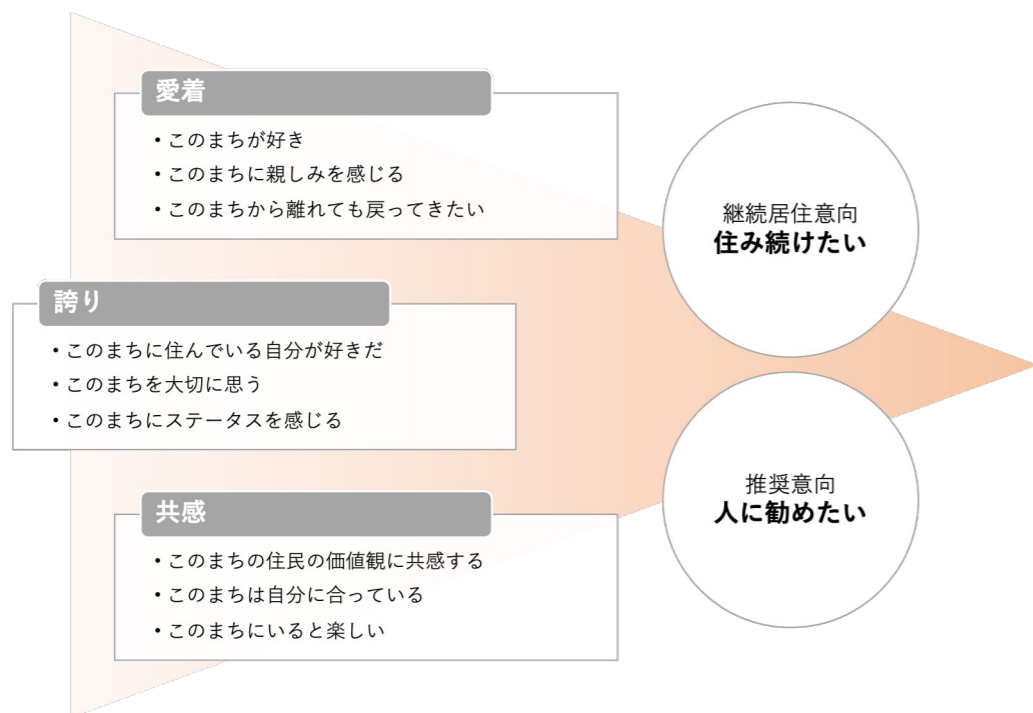 愛着
・このまちが好き
・このまちに親しみを感じる
・このまちから離れても戻ってきたい
誇り
・このまちに住んでいる自分が好きだ
・このまちを大切に思う
・このまちにステータスを感じる
共感
・このまちの住民の価値観に共感する
・このまちは自分に合っている
・このまちにいると楽しい
継続居住意向
住み続けたい
推奨意向
人に勧めたい